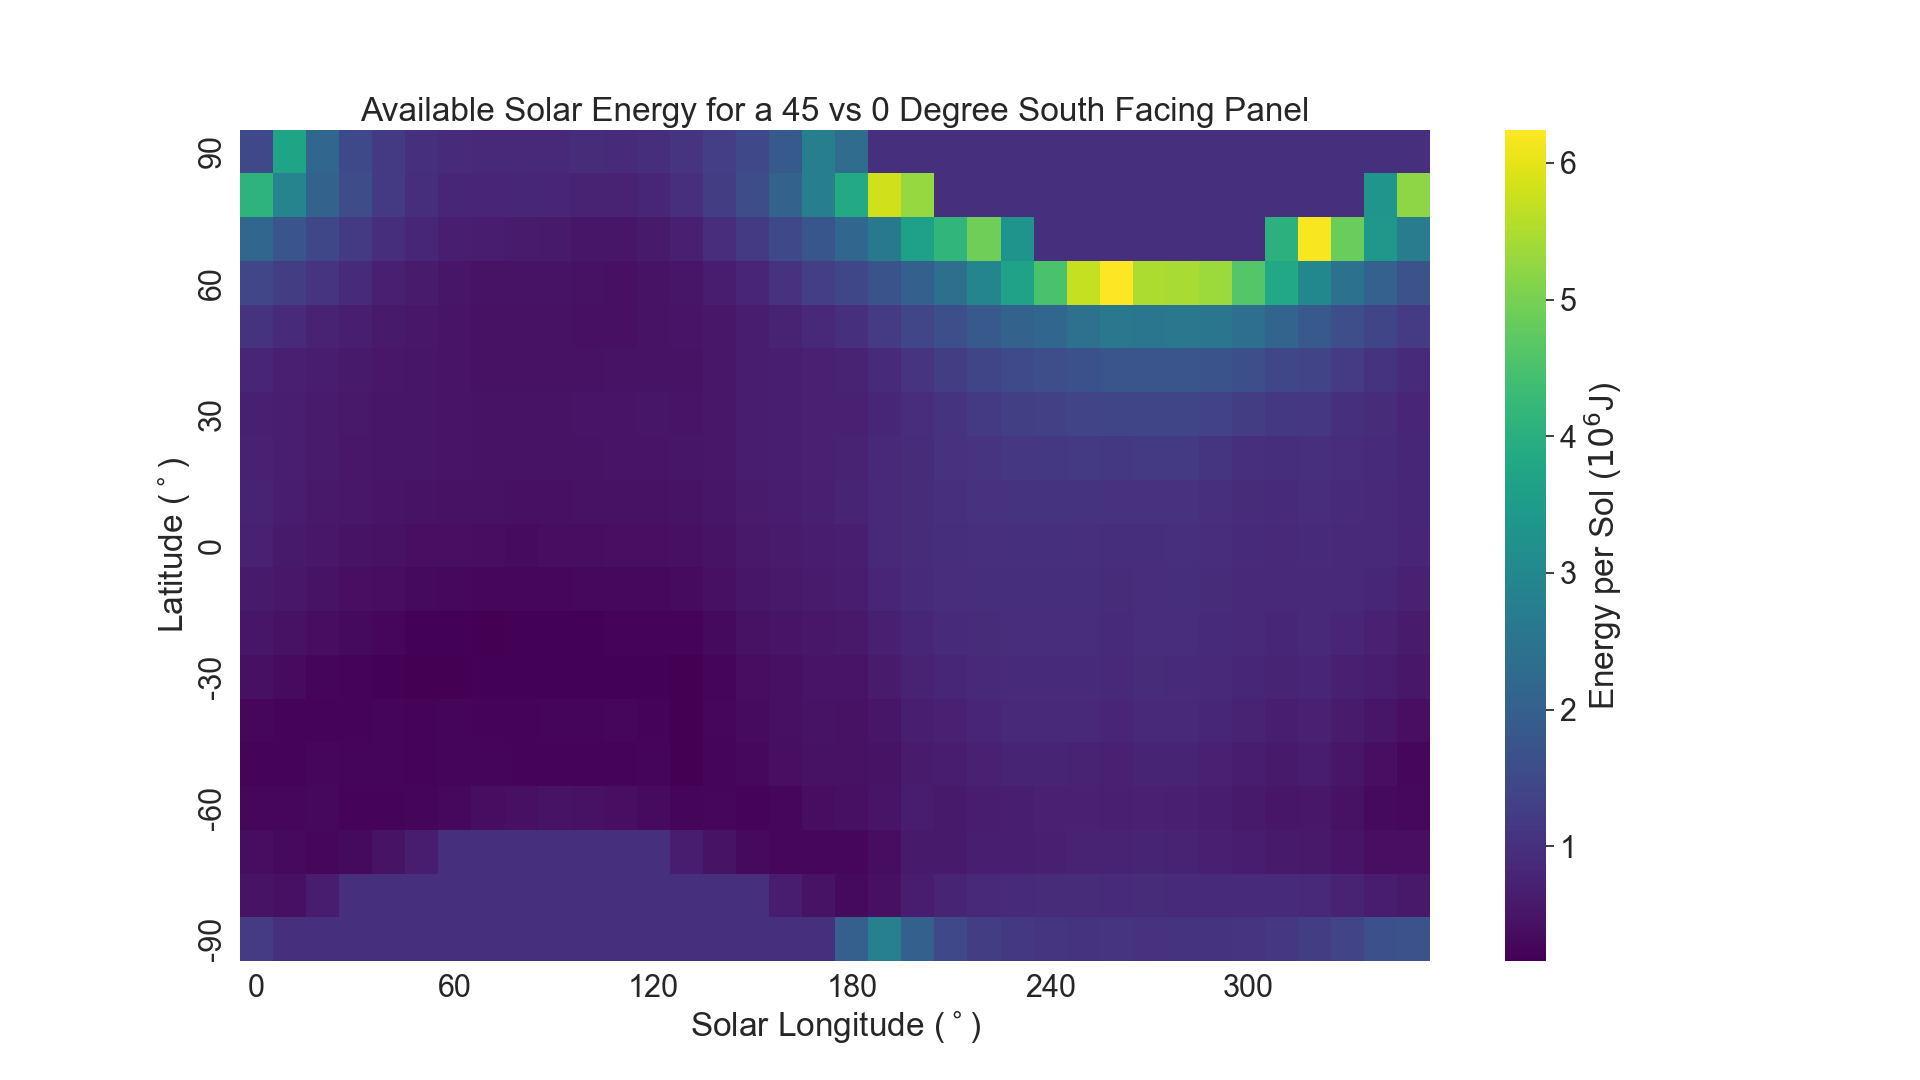 Available Solar Energy for a 45 vs 0 Degree South Facing Panel
90
60
30
0
-30
-60
-90
Latitude (°)
0 60 120 180 240 300
Solar Longitude (°)
6
5
4
3
2
1
Energy per Sol (10⁶J)